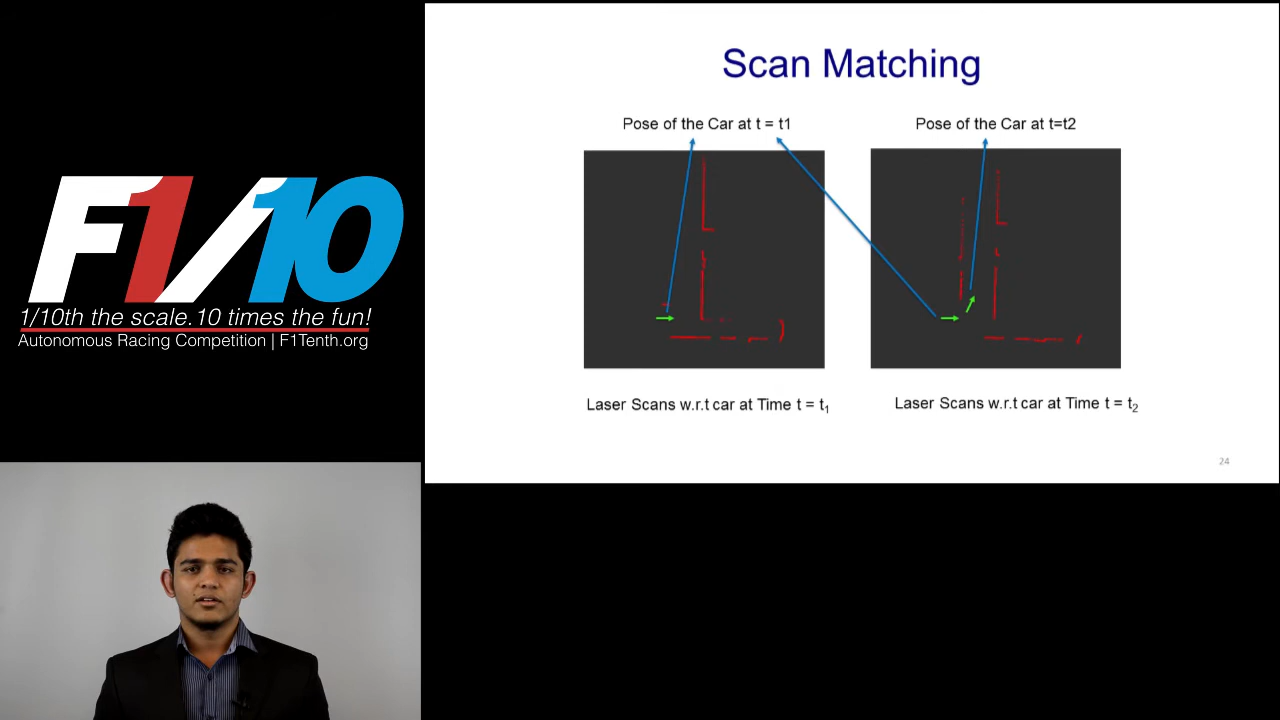 F1/10
1/10th the scale. 10 times the fun!
Autonomous Racing Competition | F1Tenth.org
Scan Matching
Pose of the Car at t = t1
Pose of the Car at t=t2
Laser Scans w.r.t car at Time t = t₁
Laser Scans w.r.t car at Time t = t₂
24